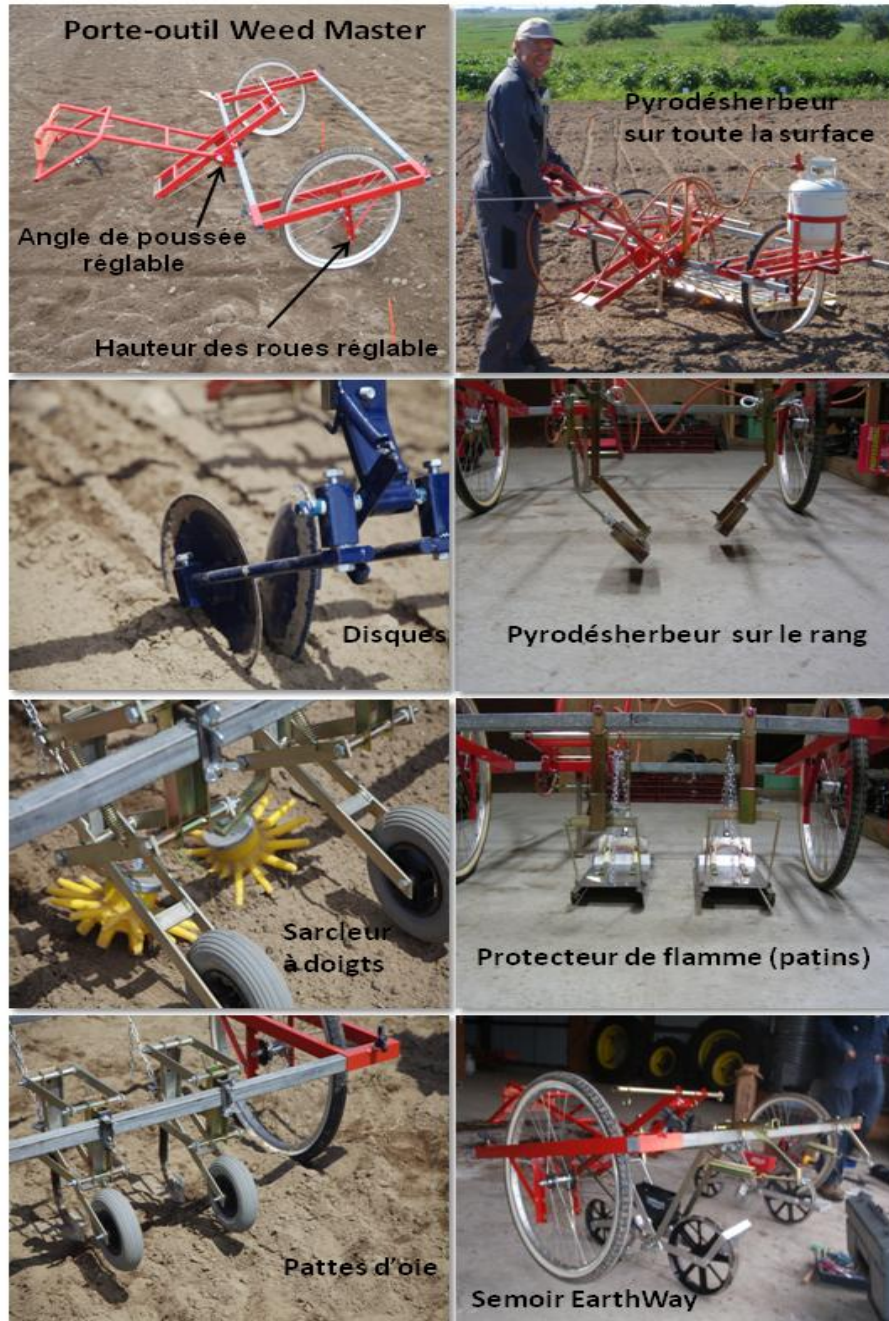 Porte-outil Weed Master
Angle de poussée
réglable
Hauteur des roues réglable
Pyrodésherbeur
sur toute la surface
Disques
Pyrodésherbeur sur le rang
Sarcleur
à doigts
Protecteur de flamme (patins)
Pattes d'oie
Semoir EarthWay